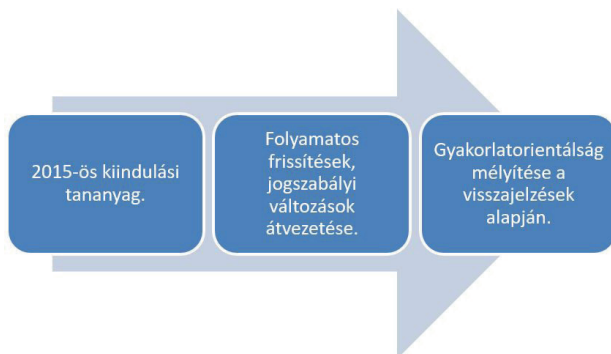 2015-ös kiindulási
tananyag.
Folyamatos
frissítések,
jogszabályi
változások
átvezetése.
Gyakorlatorientálság
mélyítése a
visszajelzések
alapján.